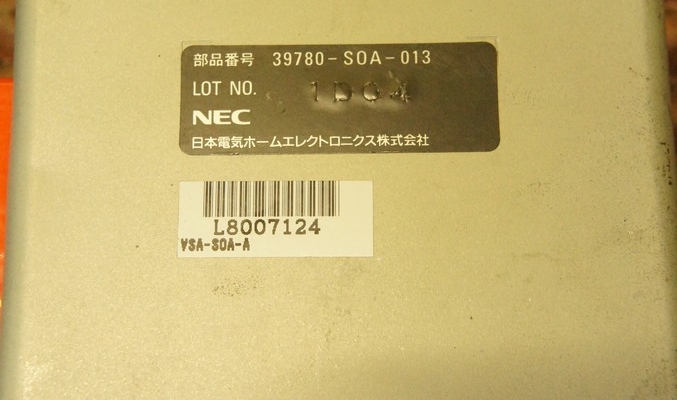 部品番号 39780-SOA-013
LOT NO. 1D04
NEC
日本電気ホームエレクトロニクス株式会社
L8007124
VSA-SOA-A